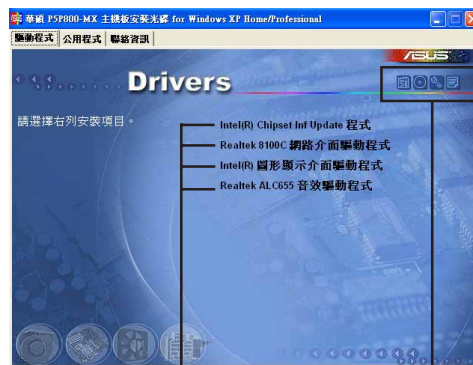 華碩 P5P800-MX 主機板安裝光碟 for Windows XP Home/Professional
驅動程式 公用程式 聯絡資訊
ASUS
Drivers
請選擇右列安裝項目。
Intel(R) Chipset Inf Update 程式
Realtek 8100C 網路介面驅動程式
Intel(R) 圖形顯示介面驅動程式
Realtek ALC655 音效驅動程式